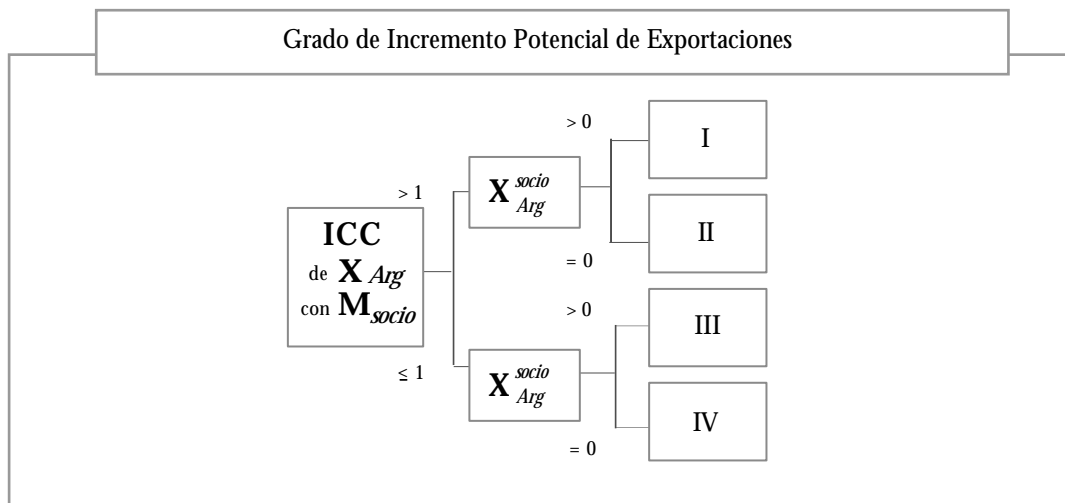 Grado de Incremento Potencial de Exportaciones
> 0
I
> 1
X socio Arg
II
= 0
ICC
de X Arg
con M socio
> 0
III
≤ 1
X socio Arg
IV
= 0